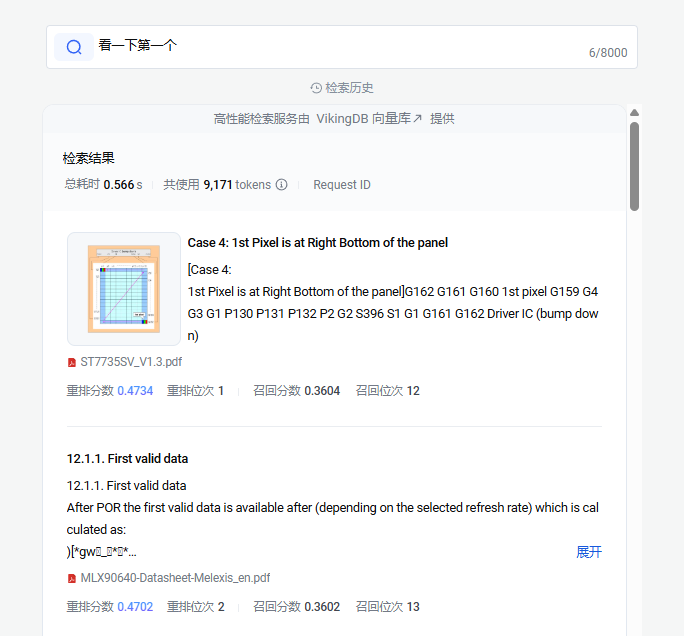 看一下第一个
6/8000
检索历史
高性能检索服务由 VikingDB 向量库 提供
检索结果
总耗时 0.566 s 共使用 9,171 tokens Request ID
Case 4: 1st Pixel is at Right Bottom of the panel
[Case 4:
1st Pixel is at Right Bottom of the panel]G162 G161 G160 1st pixel G159 G4
G3 G1 P130 P131 P132 P2 G2 S396 S1 G1 G161 G162 Driver IC (bump dow
n)
ST7735SV_V1.3.pdf
重排分数 0.4734 重排位次 1 召回分数 0.3604 召回位次 12
12.1.1. First valid data
12.1.1. First valid data
After POR the first valid data is available after (depending on the selected refresh rate) which is cal
culated as:
)[*gw_*​*... 展开
MLX90640-Datasheet-Melexis_en.pdf
重排分数 0.4702 重排位次 2 召回分数 0.3602 召回位次 13